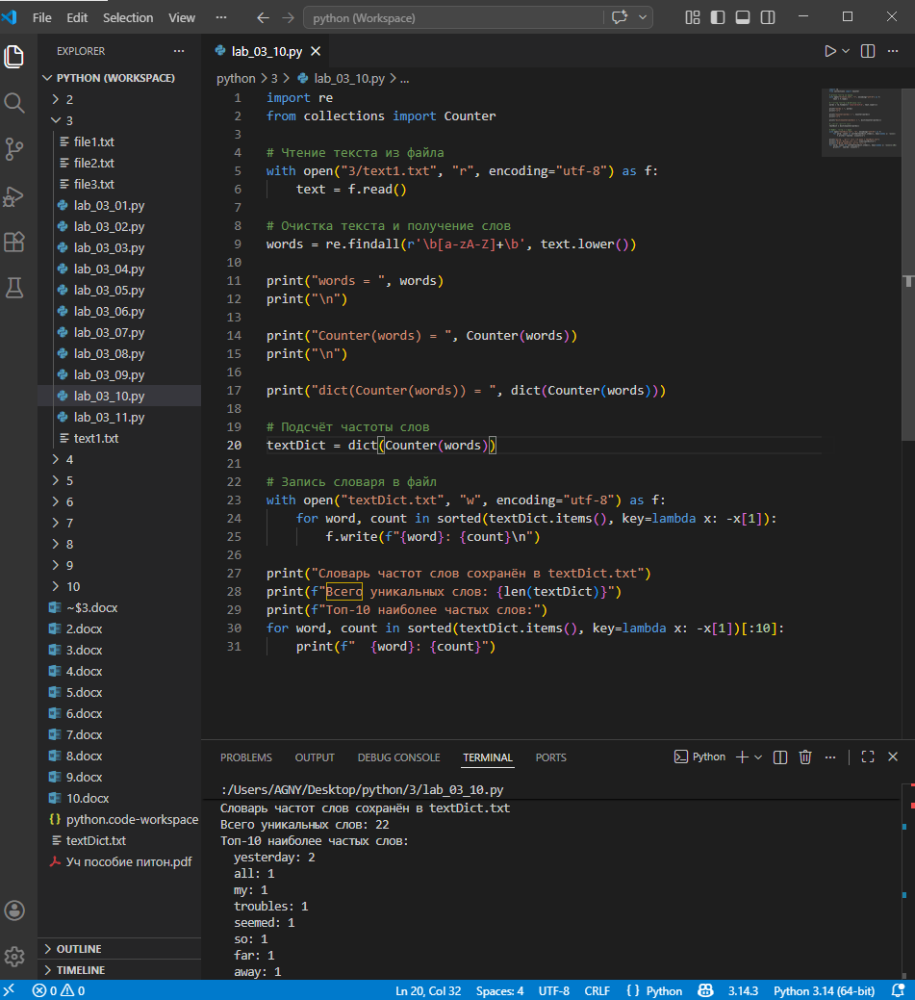 File Edit Selection View ··· python (Workspace)
EXPLORER ···
PYTHON (WORKSPACE)
2
3
file1.txt
file2.txt
file3.txt
lab_03_01.py
lab_03_02.py
lab_03_03.py
lab_03_04.py
lab_03_05.py
lab_03_06.py
lab_03_07.py
lab_03_08.py
lab_03_09.py
lab_03_10.py
lab_03_11.py
text1.txt
4
5
6
7
8
9
10
~$3.docx
2.docx
3.docx
4.docx
5.docx
6.docx
7.docx
8.docx
9.docx
10.docx
{} python.code-workspace
textDict.txt
Уч пособие питон.pdf
OUTLINE
TIMELINE
lab_03_10.py
python > 3 > lab_03_10.py > ...
1 import re
2 from collections import Counter
3
4 # Чтение текста из файла
5 with open("3/text1.txt", "r", encoding="utf-8") as f:
6     text = f.read()
7
8 # Очистка текста и получение слов
9 words = re.findall(r'\b[a-zA-Z]+\b', text.lower())
10
11 print("words = ", words)
12 print("\n")
13
14 print("Counter(words) = ", Counter(words))
15 print("\n")
16
17 print("dict(Counter(words)) = ", dict(Counter(words)))
18
19 # Подсчёт частоты слов
20 textDict = dict(Counter(words))
21
22 # Запись словаря в файл
23 with open("textDict.txt", "w", encoding="utf-8") as f:
24     for word, count in sorted(textDict.items(), key=lambda x: -x[1]):
25         f.write(f"{word}: {count}\n")
26
27 print("Словарь частот слов сохранён в textDict.txt")
28 print(f"Всего уникальных слов: {len(textDict)}")
29 print(f"Топ-10 наиболее частых слов:")
30 for word, count in sorted(textDict.items(), key=lambda x: -x[1])[:10]:
31     print(f"  {word}: {count}")
PROBLEMS OUTPUT DEBUG CONSOLE TERMINAL PORTS Python ···
:/Users/AGNY/Desktop/python/3/lab_03_10.py
Словарь частот слов сохранён в textDict.txt
Всего уникальных слов: 22
Топ-10 наиболее частых слов:
  yesterday: 2
  all: 1
  my: 1
  troubles: 1
  seemed: 1
  so: 1
  far: 1
  away: 1
0 0 Ln 20, Col 32 Spaces: 4 UTF-8 CRLF {} Python 3.14.3 Python 3.14 (64-bit)